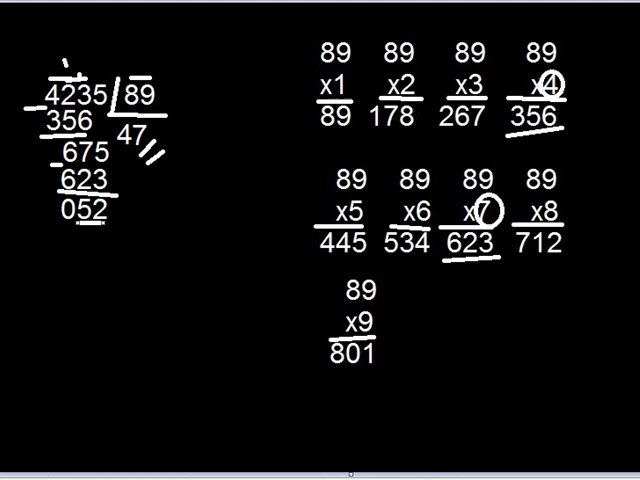 4235 89
356 47
675
623
052
89 89 89 89
x1 x2 x3 x4
89 178 267 356
89 89 89 89
x5 x6 x7 x8
445 534 623 712
89
x9
801